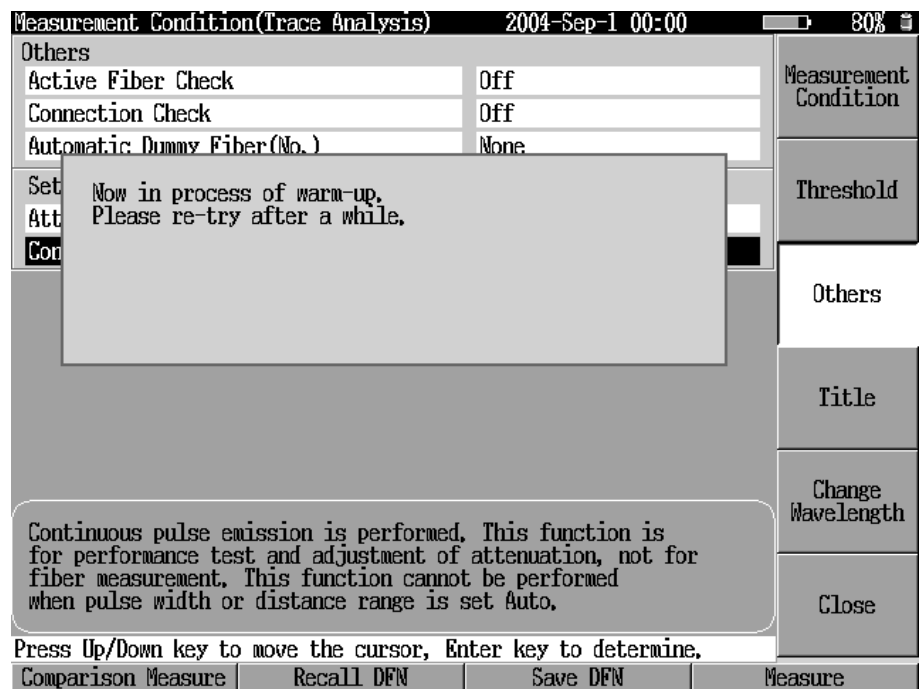 Measurement Condition(Trace Analysis) 2004-Sep-1 00:00 80%
Others
Active Fiber Check Off
Connection Check Off
Automatic Dummy Fiber(No.) None
Set
Att
Con
Now in process of warm-up.
Please re-try after a while.
Continuous pulse emission is performed. This function is
for performance test and adjustment of attenuation, not for
fiber measurement. This function cannot be performed
when pulse width or distance range is set Auto.
Press Up/Down key to move the cursor, Enter key to determine.
Comparison Measure Recall DFN Save DFN Measure
Measurement
Condition
Threshold
Others
Title
Change
Wavelength
Close